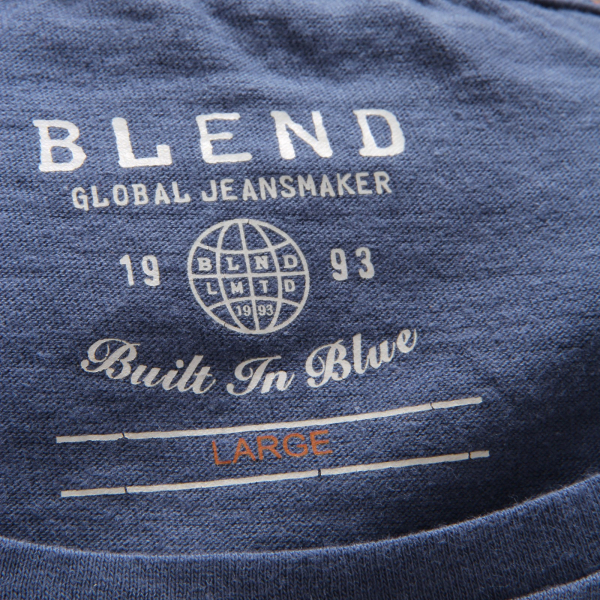 BLEND
GLOBAL JEANSMAKER
19 93
BLND
LMTD
1993
Built In Blue
LARGE